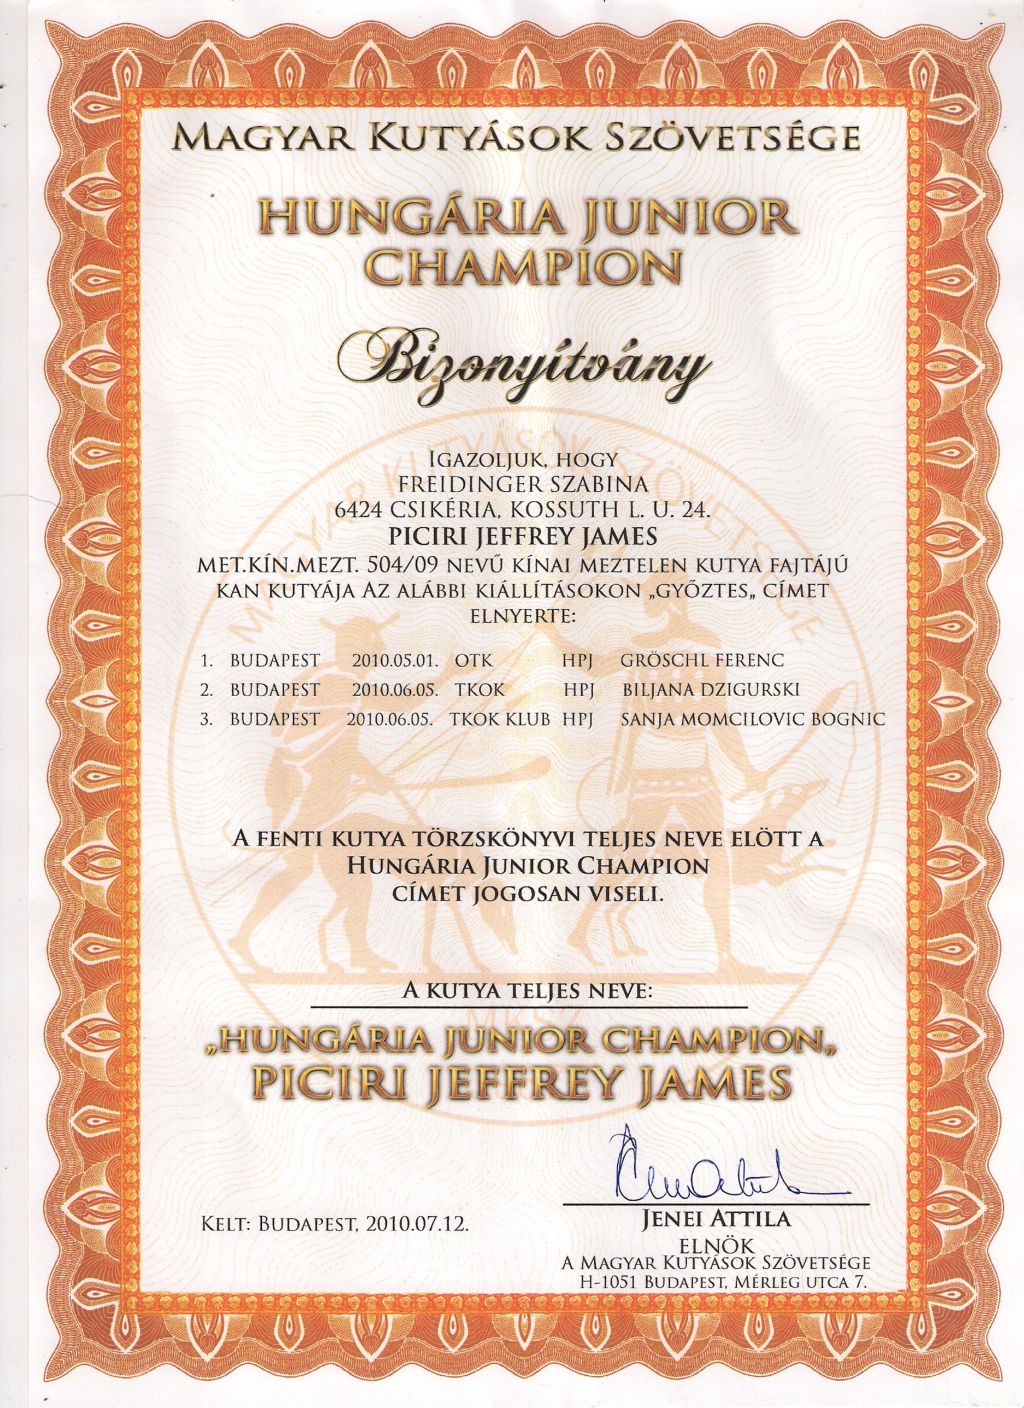 MAGYAR KUTYÁSOK SZÖVETSÉGE
HUNGÁRIA JUNIOR
CHAMPION
Bizonyítvány
IGAZOLJUK, HOGY
FREIDINGER SZABINA
6424 CSIKÉRIA, KOSSUTH L. U. 24.
PICIRI JEFFREY JAMES
MET.KÍN.MEZT. 504/09 NEVŰ KÍNAI MEZTELEN KUTYA FAJTÁJÚ
KAN KUTYÁJA AZ ALÁBBI KIÁLLÍTÁSOKON „GYŐZTES„ CÍMET
ELNYERTE:
1. BUDAPEST 2010.05.01. OTK HPJ GRÖSCHL FERENC
2. BUDAPEST 2010.06.05. TKOK HPJ BILJANA DZIGURSKI
3. BUDAPEST 2010.06.05. TKOK KLUB HPJ SANJA MOMCILOVIC BOGNIC
A FENTI KUTYA TÖRZSKÖNYVI TELJES NEVE ELÖTT A
HUNGÁRIA JUNIOR CHAMPION
CÍMET JOGOSAN VISELI.
A KUTYA TELJES NEVE:
„HUNGÁRIA JUNIOR CHAMPION„
PICIRI JEFFREY JAMES
KELT: BUDAPEST, 2010.07.12.
JENEI ATTILA
ELNÖK
A MAGYAR KUTYÁSOK SZÖVETSÉGE
H-1051 BUDAPEST, MÉRLEG UTCA 7.
MAGYAR KUTYÁSOK SZÖVETSÉGE
MKSZ